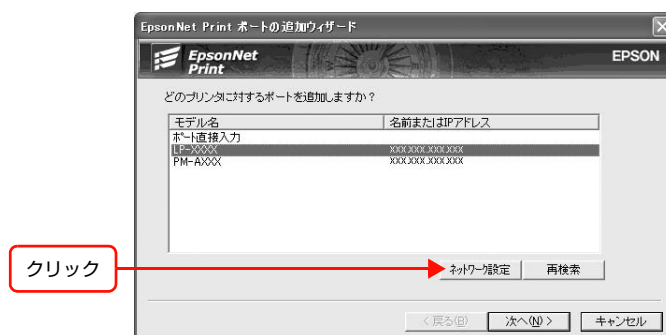 EpsonNet Print ポートの追加ウィザード
EpsonNet
Print
EPSON
どのプリンタに対するポートを追加しますか?
モデル名 名前またはIPアドレス
ポート直接入力
LP-XXXX XXX.XXX.XXX.XXX
PM-AXXX XXX.XXX.XXX.XXX
クリック
ネットワーク設定 再検索
< 戻る(B) 次へ(N) > キャンセル